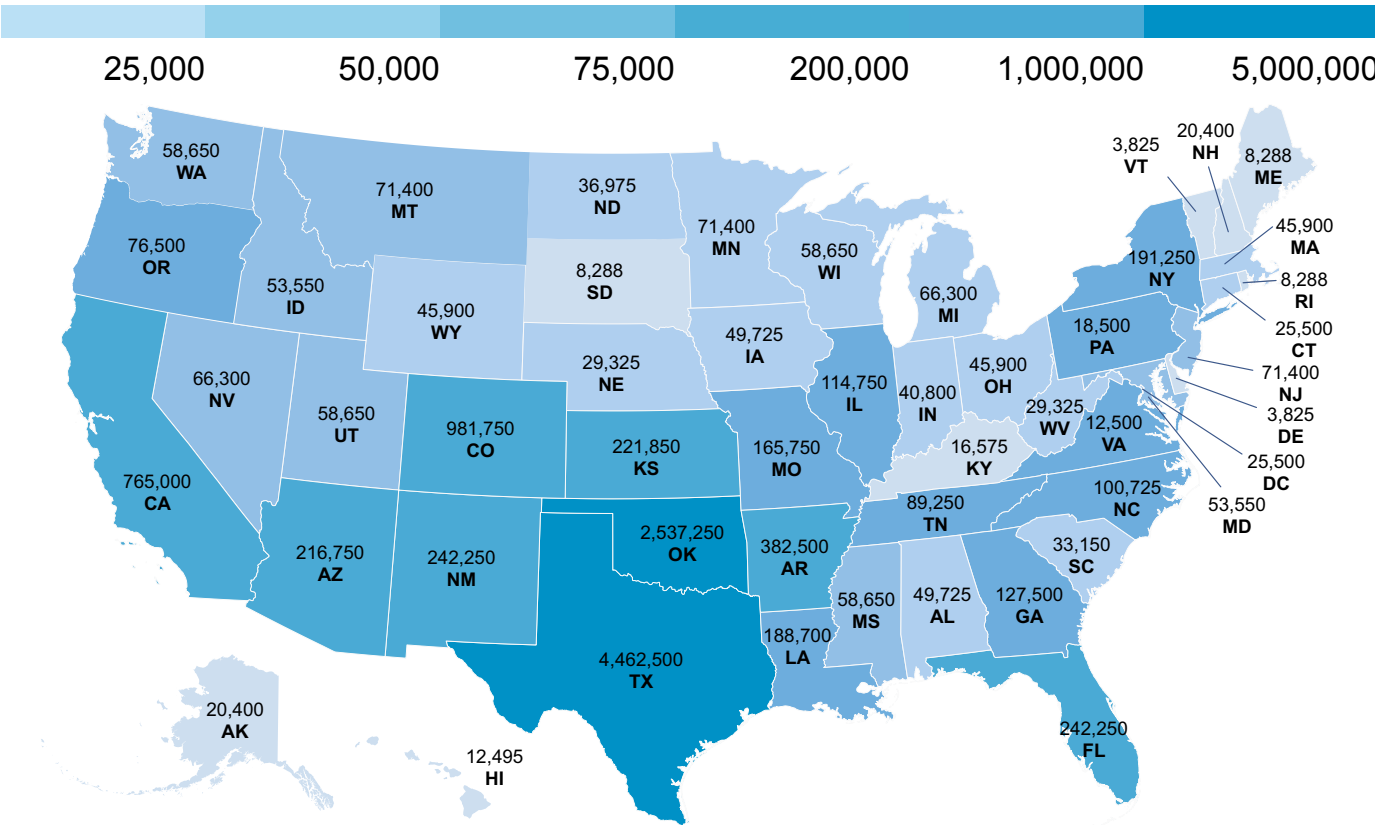 25,000 50,000 75,000 200,000 1,000,000 5,000,000
58,650
WA
71,400
MT
36,975
ND
71,400
MN
58,650
WI
66,300
MI
3,825
VT
20,400
NH
8,288
ME
45,900
MA
8,288
RI
25,500
CT
71,400
NJ
3,825
DE
25,500
DC
53,550
MD
76,500
OR
53,550
ID
45,900
WY
8,288
SD
49,725
IA
191,250
NY
18,500
PA
66,300
NV
58,650
UT
981,750
CO
29,325
NE
221,850
KS
165,750
MO
114,750
IL
40,800
IN
45,900
OH
29,325
WV
12,500
VA
16,575
KY
765,000
CA
216,750
AZ
242,250
NM
2,537,250
OK
382,500
AR
89,250
TN
100,725
NC
33,150
SC
58,650
MS
49,725
AL
127,500
GA
188,700
LA
4,462,500
TX
242,250
FL
20,400
AK
12,495
HI